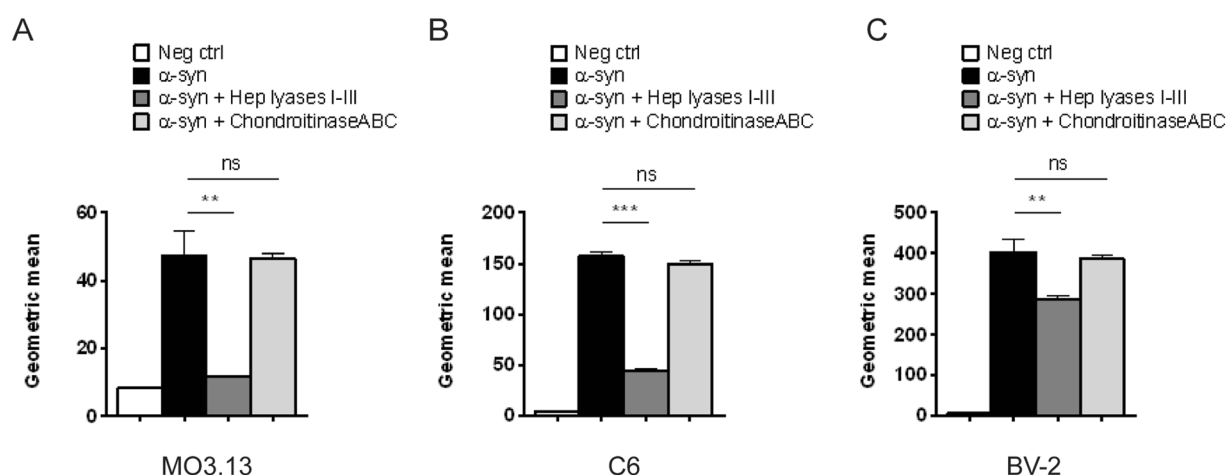 A
Neg ctrl
α-syn
α-syn + Hep lyases I-III
α-syn + ChondroitinaseABC
ns
**
Geometric mean
60
40
20
0
MO3.13
B
Neg ctrl
α-syn
α-syn + Hep lyases I-III
α-syn + ChondroitinaseABC
ns
***
Geometric mean
200
150
100
50
0
C6
C
Neg ctrl
α-syn
α-syn + Hep lyases I-III
α-syn + ChondroitinaseABC
ns
**
Geometric mean
500
400
300
200
100
0
BV-2